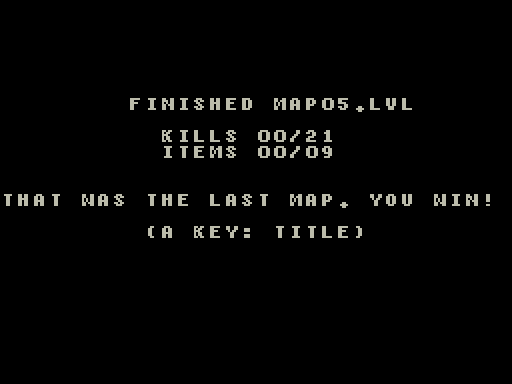 FINISHED MAP05.LVL
KILLS 00/21
ITEMS 00/09
THAT WAS THE LAST MAP. YOU WIN!
(A KEY: TITLE)